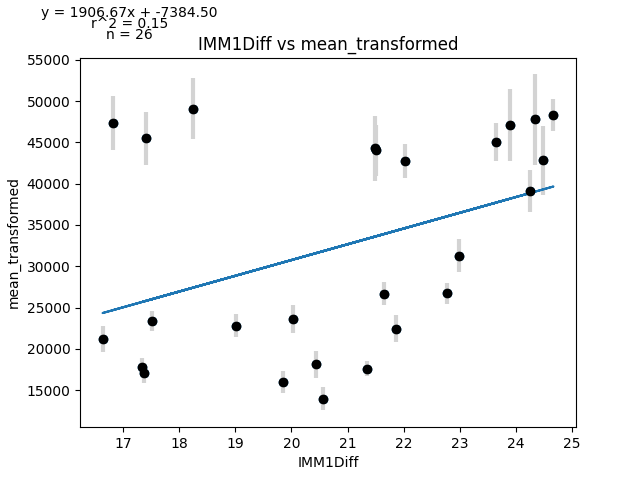 y = 1906.67x + -7384.50
r^2 = 0.15
n = 26
IMM1Diff vs mean_transformed
55000
50000
45000
40000
35000
30000
25000
20000
15000
mean_transformed
17 18 19 20 21 22 23 24 25
IMM1Diff